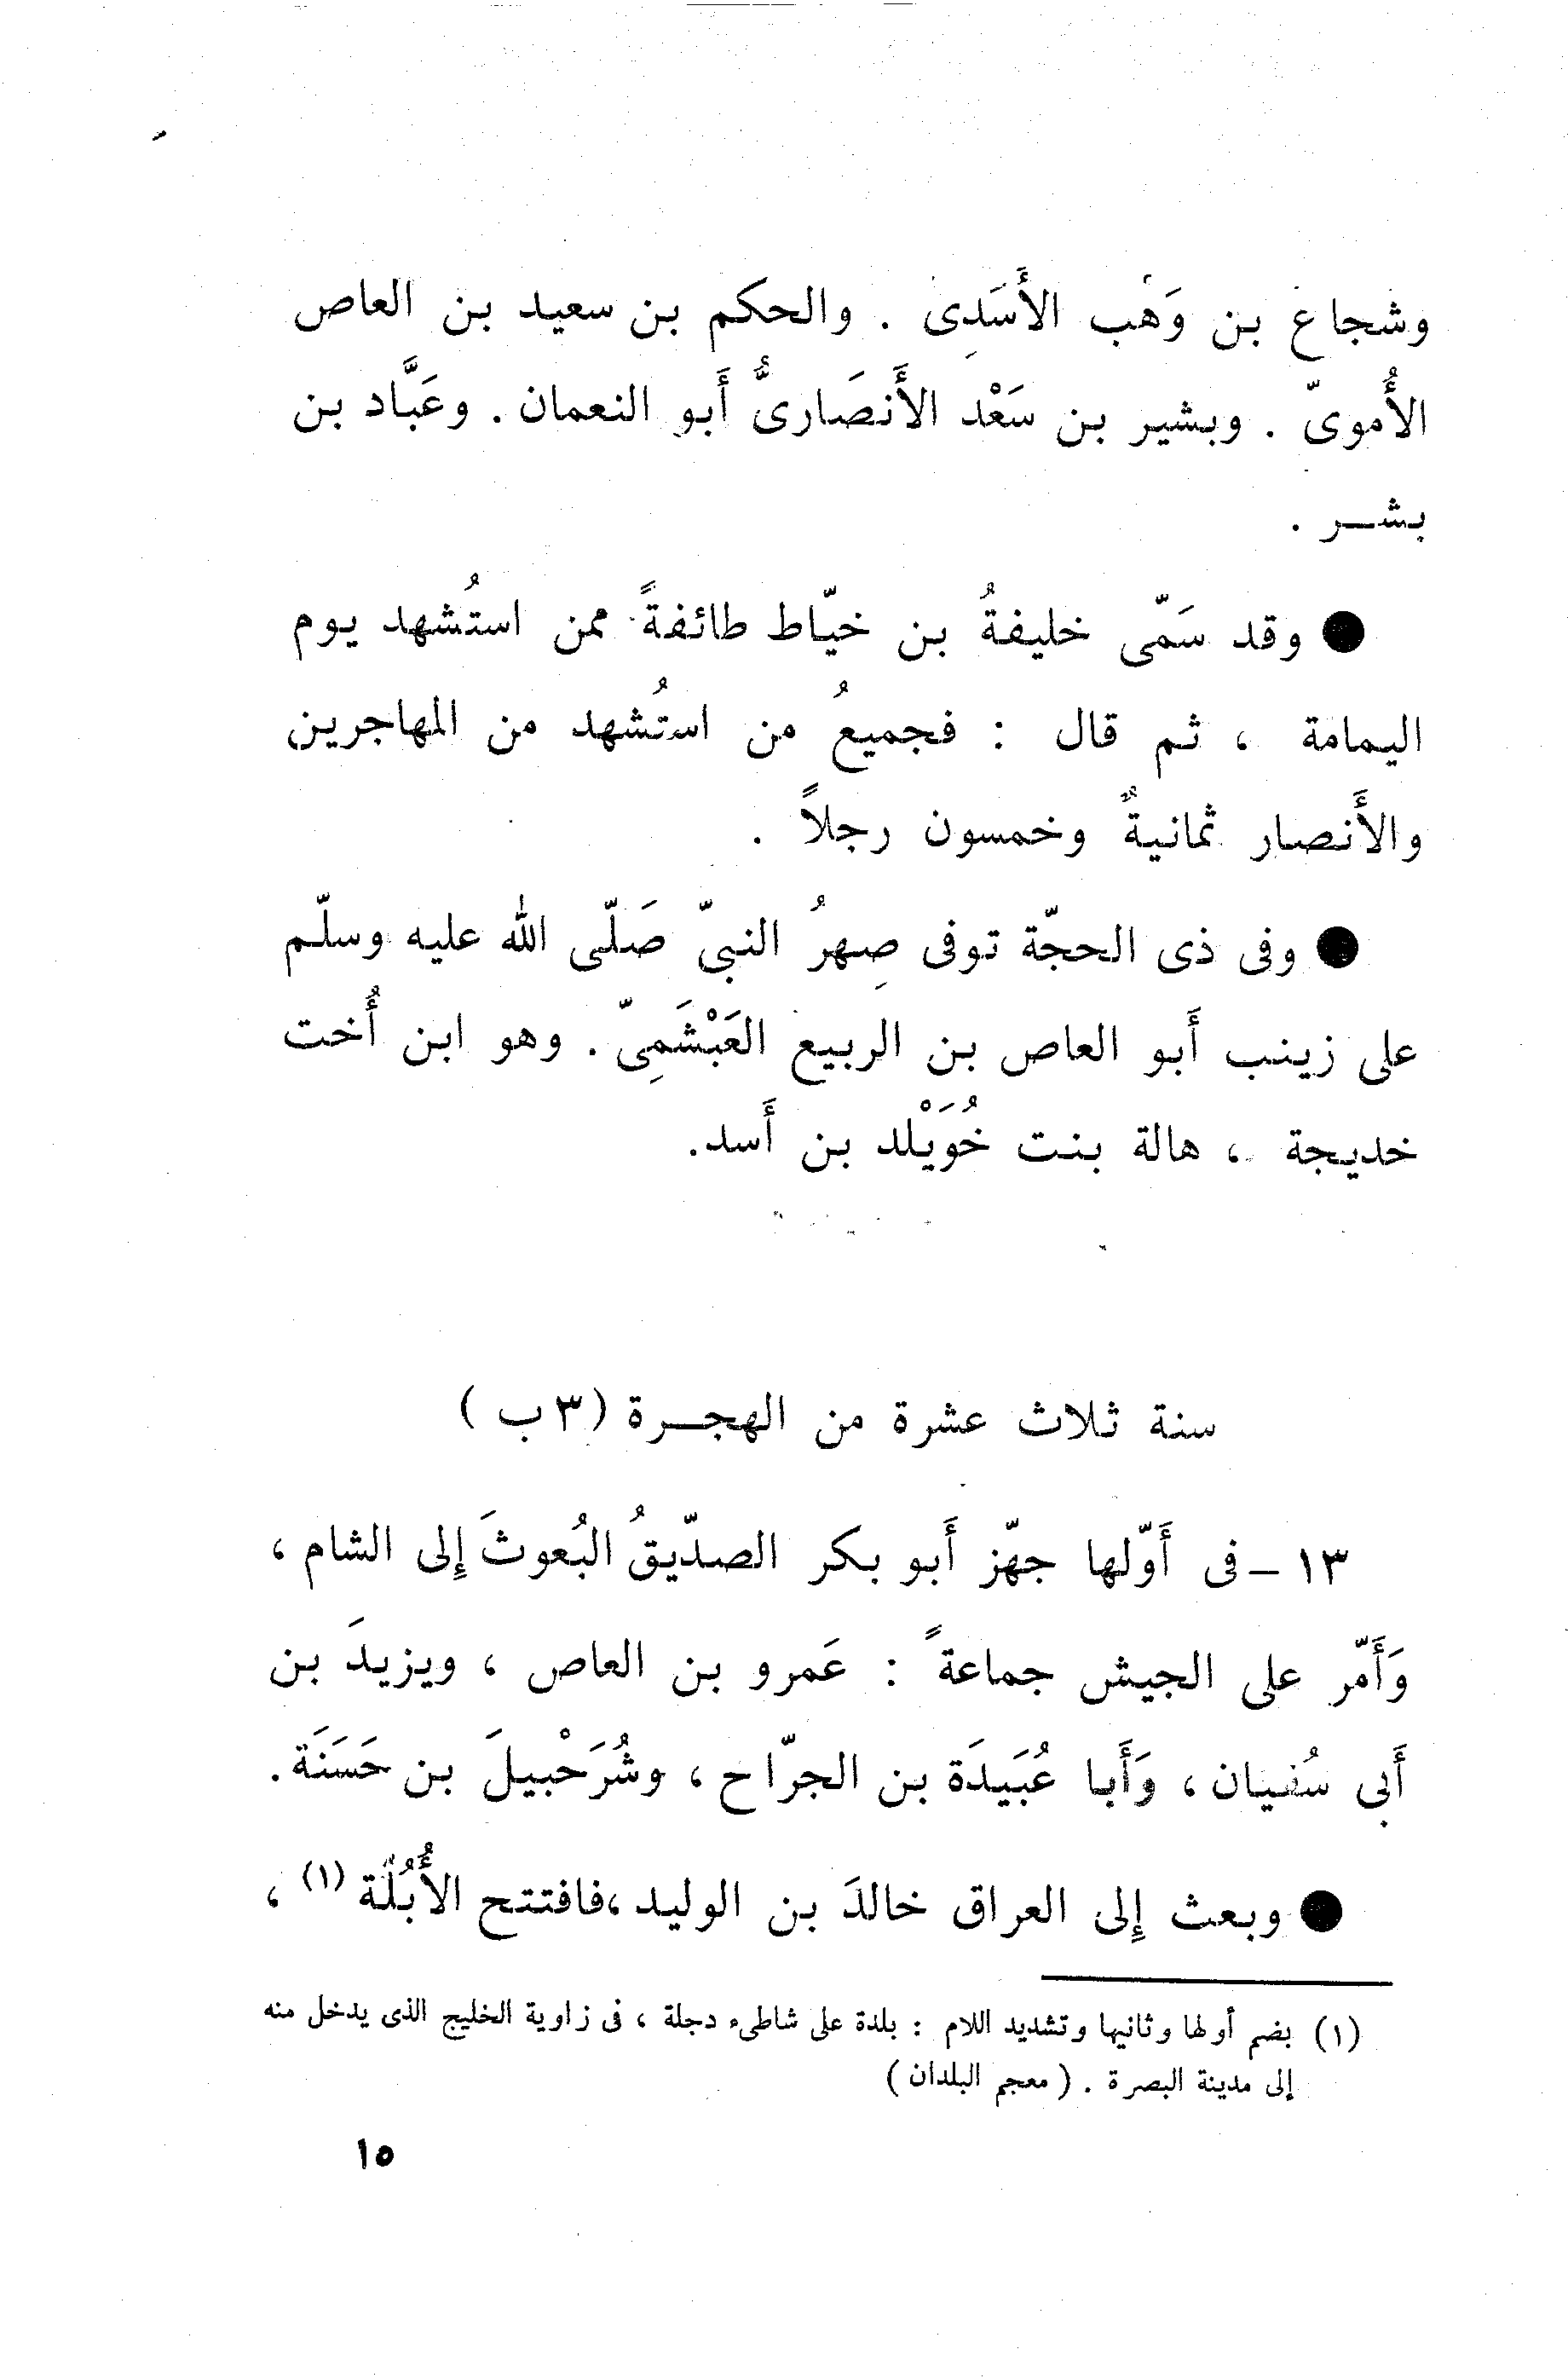 وشجاع بن وَهْب الأَسَدِى . والحكم بن سعيد بن العاص
الأُموىّ . وبشير بن سَعْد الأَنصَارىُّ أَبو النعمان . وعَبَّاد بن
بشــر .
● وقد سَمّى خليفةُ بن خيّاط طائفةً ممن استُشهد يوم
اليمامة ، ثم قال : فجميعُ من استُشهد من المهاجرين
والأَنصار ثمانيةٌ وخمسون رجلاً .
● وفى ذى الحجّة توفى صِهرُ النبىّ صَلّى الله عليه وسلّم
على زينب أَبو العاص بن الربيع العَبْشَمِىّ . وهو ابن أُخت
خديجة ، هالة بنت خُوَيْلد بن أَسد.
سنة ثلاث عشرة من الهجــرة (٣ ب )
١٣ – فى أَوّلها جهّز أَبو بكر الصدّيقُ البُعوثَ إِلى الشام ،
وَأَمّر على الجيش جماعةً : عَمرو بن العاص ، ويزيدَ بن
أَبى سُفيان ، وَأَبا عُبَيدَة بن الجرّاح ، وشُرَحْبيلَ بن حَسَنَة .
● وبعث إِلى العراق خالدَ بن الوليد ،فافتتح الأُبُلّة (١) ،
(١) بضم أولها وثانيها وتشديد اللام : بلدة على شاطىء دجلة ، فى زاوية الخليج الذى يدخل منه
إلى مدينة البصرة . ( معجم البلدان )
١٥